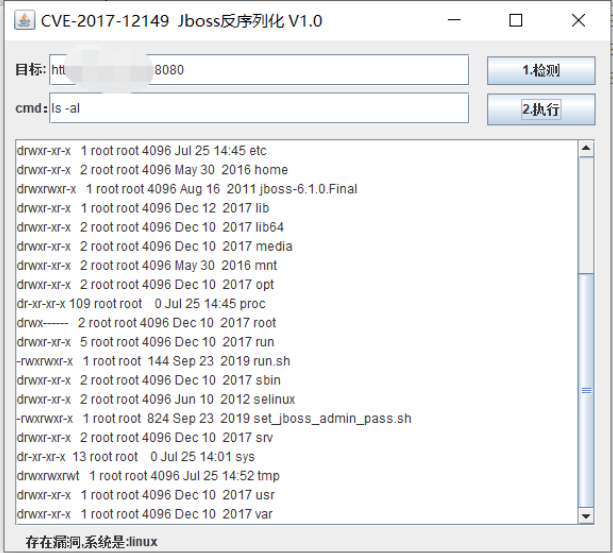 CVE-2017-12149 Jboss反序列化 V1.0
目标: 8080
1.检测
cmd: ls -al
2.执行
drwxr-xr-x 1 root root 4096 Jul 25 14:45 etc
drwxr-xr-x 2 root root 4096 May 30 2016 home
drwxrwxr-x 1 root root 4096 Aug 16 2011 jboss-6.1.0.Final
drwxr-xr-x 1 root root 4096 Dec 12 2017 lib
drwxr-xr-x 2 root root 4096 Dec 10 2017 lib64
drwxr-xr-x 2 root root 4096 Dec 10 2017 media
drwxr-xr-x 2 root root 4096 May 30 2016 mnt
drwxr-xr-x 2 root root 4096 Dec 10 2017 opt
dr-xr-xr-x 109 root root 0 Jul 25 14:45 proc
drwx------ 2 root root 4096 Dec 10 2017 root
drwxr-xr-x 5 root root 4096 Dec 10 2017 run
-rwxrwxr-x 1 root root 144 Sep 23 2019 run.sh
drwxr-xr-x 2 root root 4096 Dec 10 2017 sbin
drwxr-xr-x 2 root root 4096 Jun 10 2012 selinux
-rwxrwxr-x 1 root root 824 Sep 23 2019 set_jboss_admin_pass.sh
drwxr-xr-x 2 root root 4096 Dec 10 2017 srv
dr-xr-xr-x 13 root root 0 Jul 25 14:01 sys
drwxrwxrwt 1 root root 4096 Jul 25 14:52 tmp
drwxr-xr-x 1 root root 4096 Dec 10 2017 usr
drwxr-xr-x 1 root root 4096 Dec 10 2017 var
存在漏洞,系统是:linux